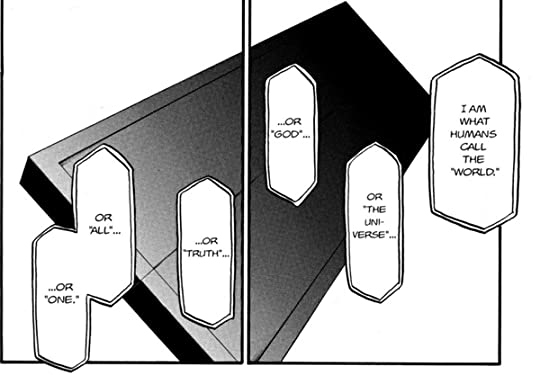 I AM
WHAT
HUMANS
CALL
THE
"WORLD."
OR
"THE
UNI-
VERSE"...
...OR
"GOD"...
...OR
"TRUTH"...
OR
"ALL"...
...OR
"ONE."